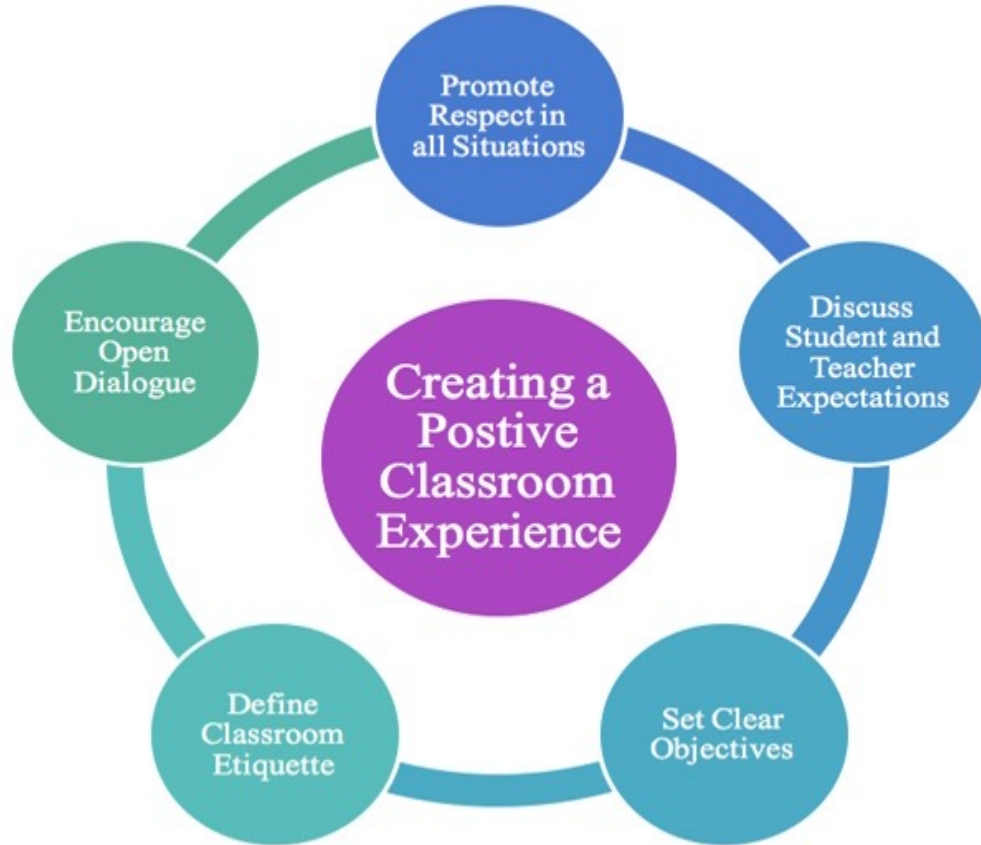 Promote
Respect in
all Situations
Discuss
Student and
Teacher
Expectations
Set Clear
Objectives
Define
Classroom
Etiquette
Encourage
Open
Dialogue
Creating a
Postive
Classroom
Experience